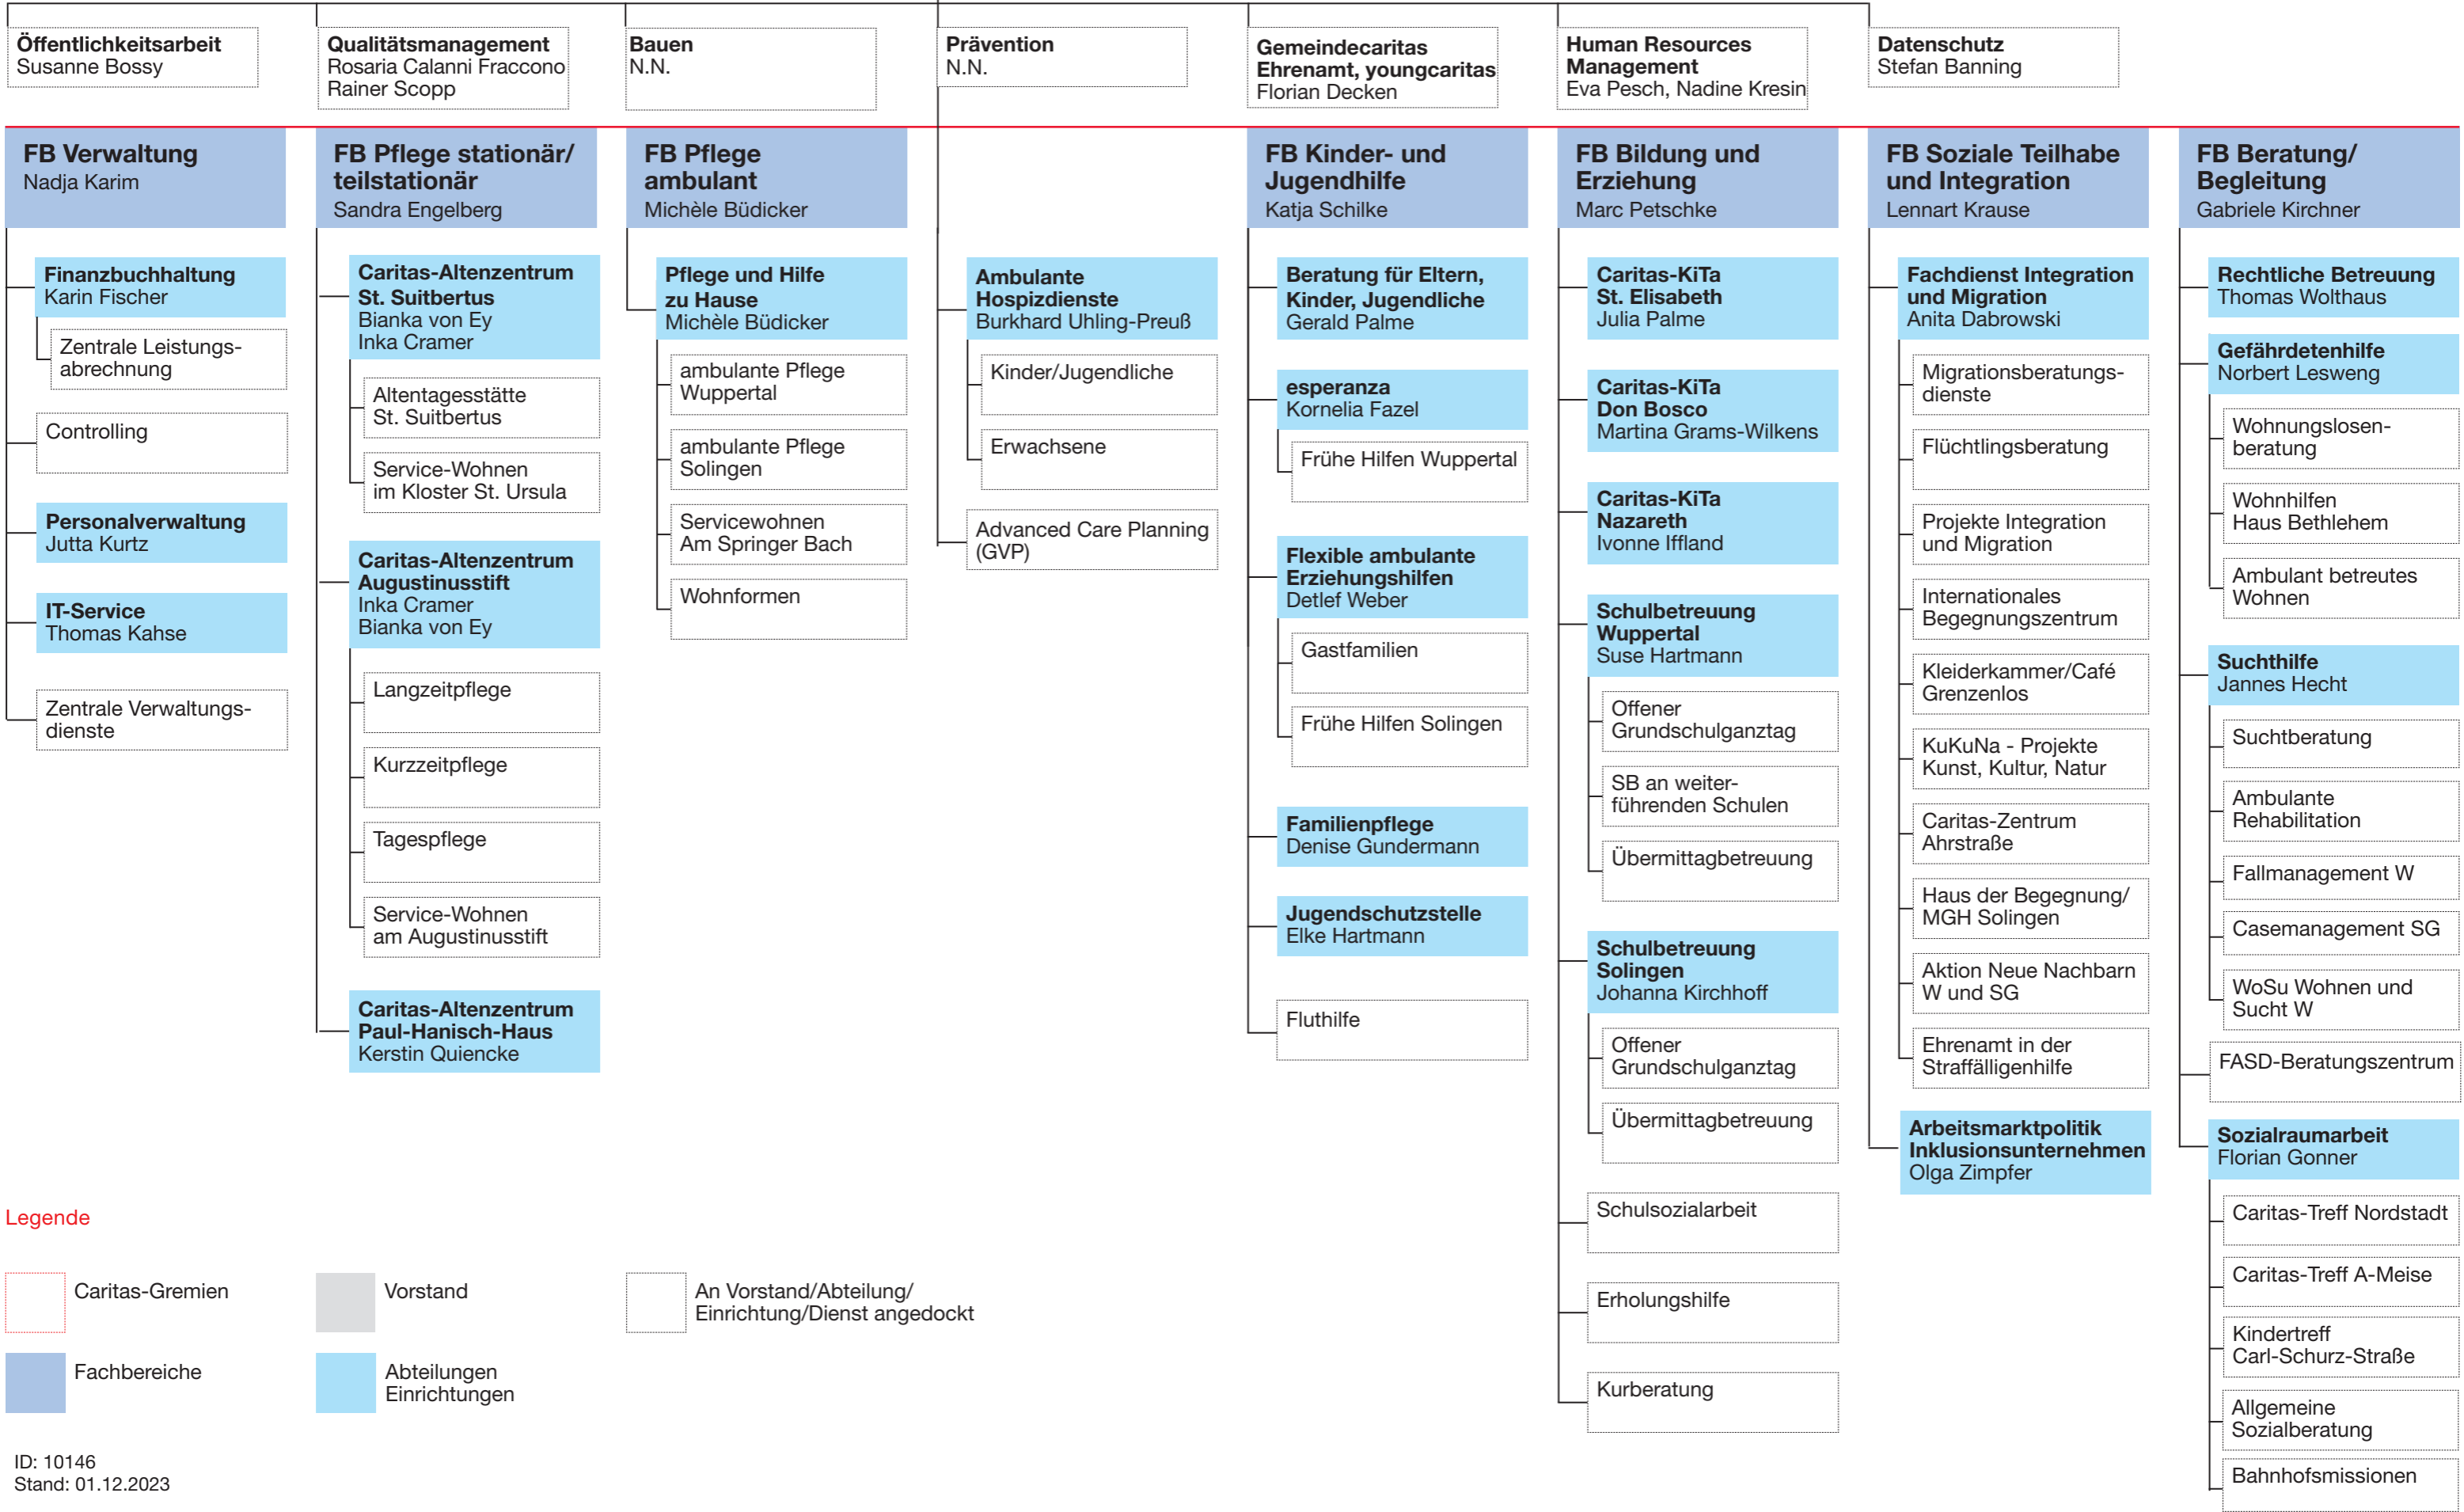 Öffentlichkeitsarbeit
Susanne Bossy
Qualitätsmanagement
Rosaria Calanni Fraccono
Rainer Scopp
Bauen
N.N.
Prävention
N.N.
Gemeindecaritas
Ehrenamt, youngcaritas
Florian Decken
Human Resources
Management
Eva Pesch, Nadine Kresin
Datenschutz
Stefan Banning
FB Verwaltung
Nadja Karim
Finanzbuchhaltung
Karin Fischer
Zentrale Leistungs-
abrechnung
Controlling
Personalverwaltung
Jutta Kurtz
IT-Service
Thomas Kahse
Zentrale Verwaltungs-
dienste
FB Pflege stationär/
teilstationär
Sandra Engelberg
Caritas-Altenzentrum
St. Suitbertus
Bianka von Ey
Inka Cramer
Altentagesstätte
St. Suitbertus
Service-Wohnen
im Kloster St. Ursula
Caritas-Altenzentrum
Augustinusstift
Inka Cramer
Bianka von Ey
Langzeitpflege
Kurzzeitpflege
Tagespflege
Service-Wohnen
am Augustinusstift
Caritas-Altenzentrum
Paul-Hanisch-Haus
Kerstin Quiencke
FB Pflege
ambulant
Michèle Büdicker
Pflege und Hilfe
zu Hause
Michèle Büdicker
ambulante Pflege
Wuppertal
ambulante Pflege
Solingen
Servicewohnen
Am Springer Bach
Wohnformen
Ambulante
Hospizdienste
Burkhard Uhling-Preuß
Kinder/Jugendliche
Erwachsene
Advanced Care Planning
(GVP)
FB Kinder- und
Jugendhilfe
Katja Schilke
Beratung für Eltern,
Kinder, Jugendliche
Gerald Palme
esperanza
Kornelia Fazel
Frühe Hilfen Wuppertal
Flexible ambulante
Erziehungshilfen
Detlef Weber
Gastfamilien
Frühe Hilfen Solingen
Familienpflege
Denise Gundermann
Jugendschutzstelle
Elke Hartmann
Fluthilfe
FB Bildung und
Erziehung
Marc Petschke
Caritas-KiTa
St. Elisabeth
Julia Palme
Caritas-KiTa
Don Bosco
Martina Grams-Wilkens
Caritas-KiTa
Nazareth
Ivonne Iffland
Schulbetreuung
Wuppertal
Suse Hartmann
Offener
Grundschulganztag
SB an weiter-
führenden Schulen
Übermittagbetreuung
Schulbetreuung
Solingen
Johanna Kirchhoff
Offener
Grundschulganztag
Übermittagbetreuung
Schulsozialarbeit
Erholungshilfe
Kurberatung
FB Soziale Teilhabe
und Integration
Lennart Krause
Fachdienst Integration
und Migration
Anita Dabrowski
Migrationsberatungs-
dienste
Flüchtlingsberatung
Projekte Integration
und Migration
Internationales
Begegnungszentrum
Kleiderkammer/Café
Grenzenlos
KuKuNa - Projekte
Kunst, Kultur, Natur
Caritas-Zentrum
Ahrstraße
Haus der Begegnung/
MGH Solingen
Aktion Neue Nachbarn
W und SG
Ehrenamt in der
Straffälligenhilfe
Arbeitsmarktpolitik
Inklusionsunternehmen
Olga Zimpfer
FB Beratung/
Begleitung
Gabriele Kirchner
Rechtliche Betreuung
Thomas Wolthaus
Gefährdetenhilfe
Norbert Lesweng
Wohnungslosen-
beratung
Wohnhilfen
Haus Bethlehem
Ambulant betreutes
Wohnen
Suchthilfe
Jannes Hecht
Suchtberatung
Ambulante
Rehabilitation
Fallmanagement W
Casemanagement SG
WoSu Wohnen und
Sucht W
FASD-Beratungszentrum
Sozialraumarbeit
Florian Gonner
Caritas-Treff Nordstadt
Caritas-Treff A-Meise
Kindertreff
Carl-Schurz-Straße
Allgemeine
Sozialberatung
Bahnhofsmissionen
Legende
Caritas-Gremien
Vorstand
An Vorstand/Abteilung/
Einrichtung/Dienst angedockt
Fachbereiche
Abteilungen
Einrichtungen
ID: 10146
Stand: 01.12.2023